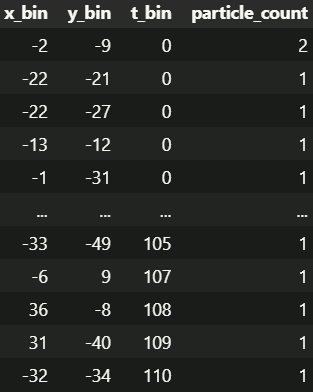 x_bin y_bin t_bin particle_count
-2 -9 0 2
-22 -21 0 1
-22 -27 0 1
-13 -12 0 1
-1 -31 0 1
... ... ... ...
-33 -49 105 1
-6 9 107 1
36 -8 108 1
31 -40 109 1
-32 -34 110 1